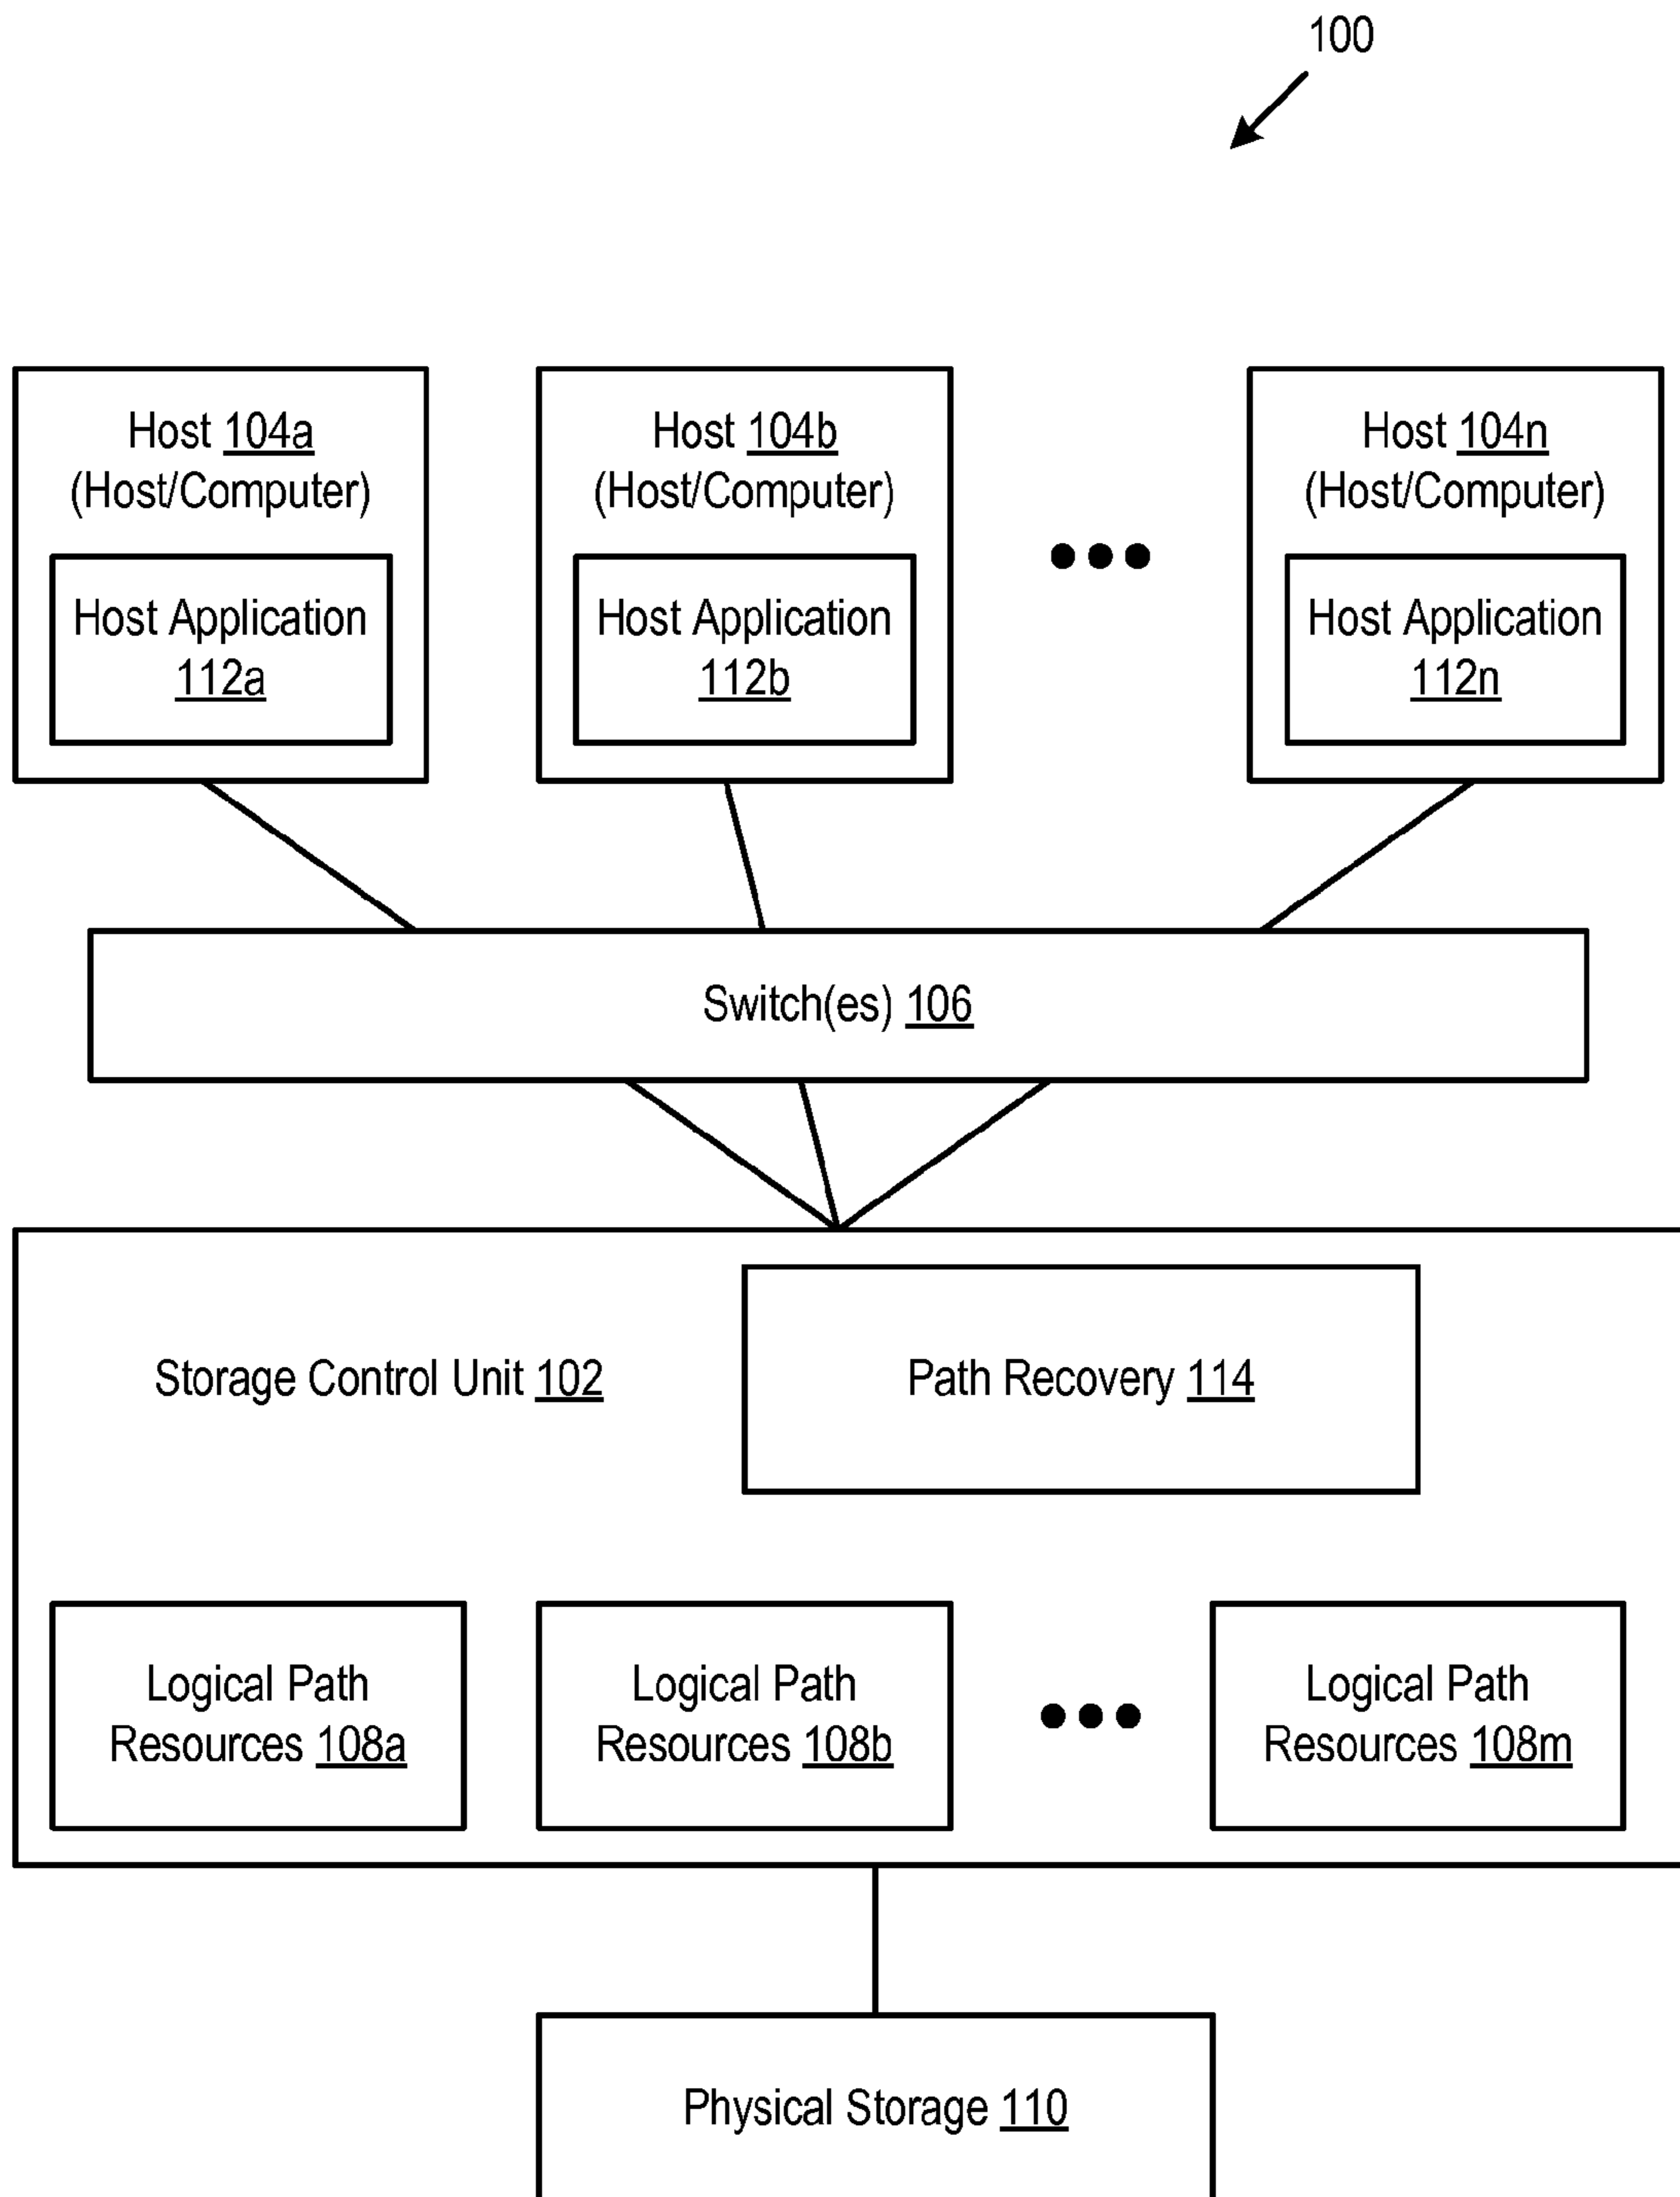 100
Host 104a
(Host/Computer)
Host Application
112a
Host 104b
(Host/Computer)
Host Application
112b
Host 104n
(Host/Computer)
Host Application
112n
Switch(es) 106
Storage Control Unit 102
Path Recovery 114
Logical Path
Resources 108a
Logical Path
Resources 108b
Logical Path
Resources 108m
Physical Storage 110